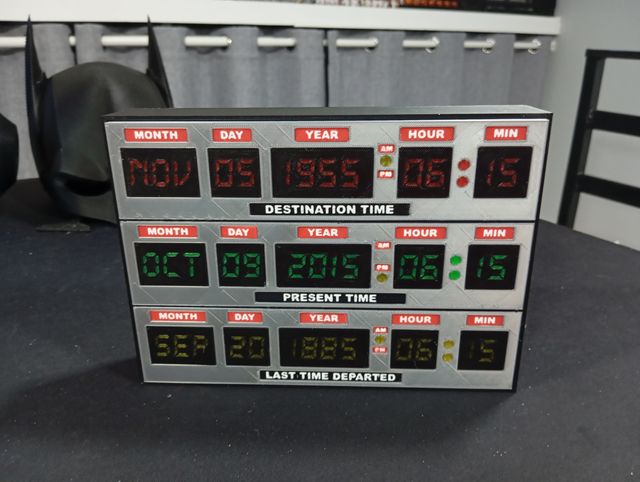 MONTH DAY YEAR HOUR MIN
NOV 05 1955 AM PM 06 15
DESTINATION TIME
MONTH DAY YEAR HOUR MIN
OCT 09 2015 AM PM 06 15
PRESENT TIME
MONTH DAY YEAR HOUR MIN
SEP 20 1885 AM PM 06 15
LAST TIME DEPARTED